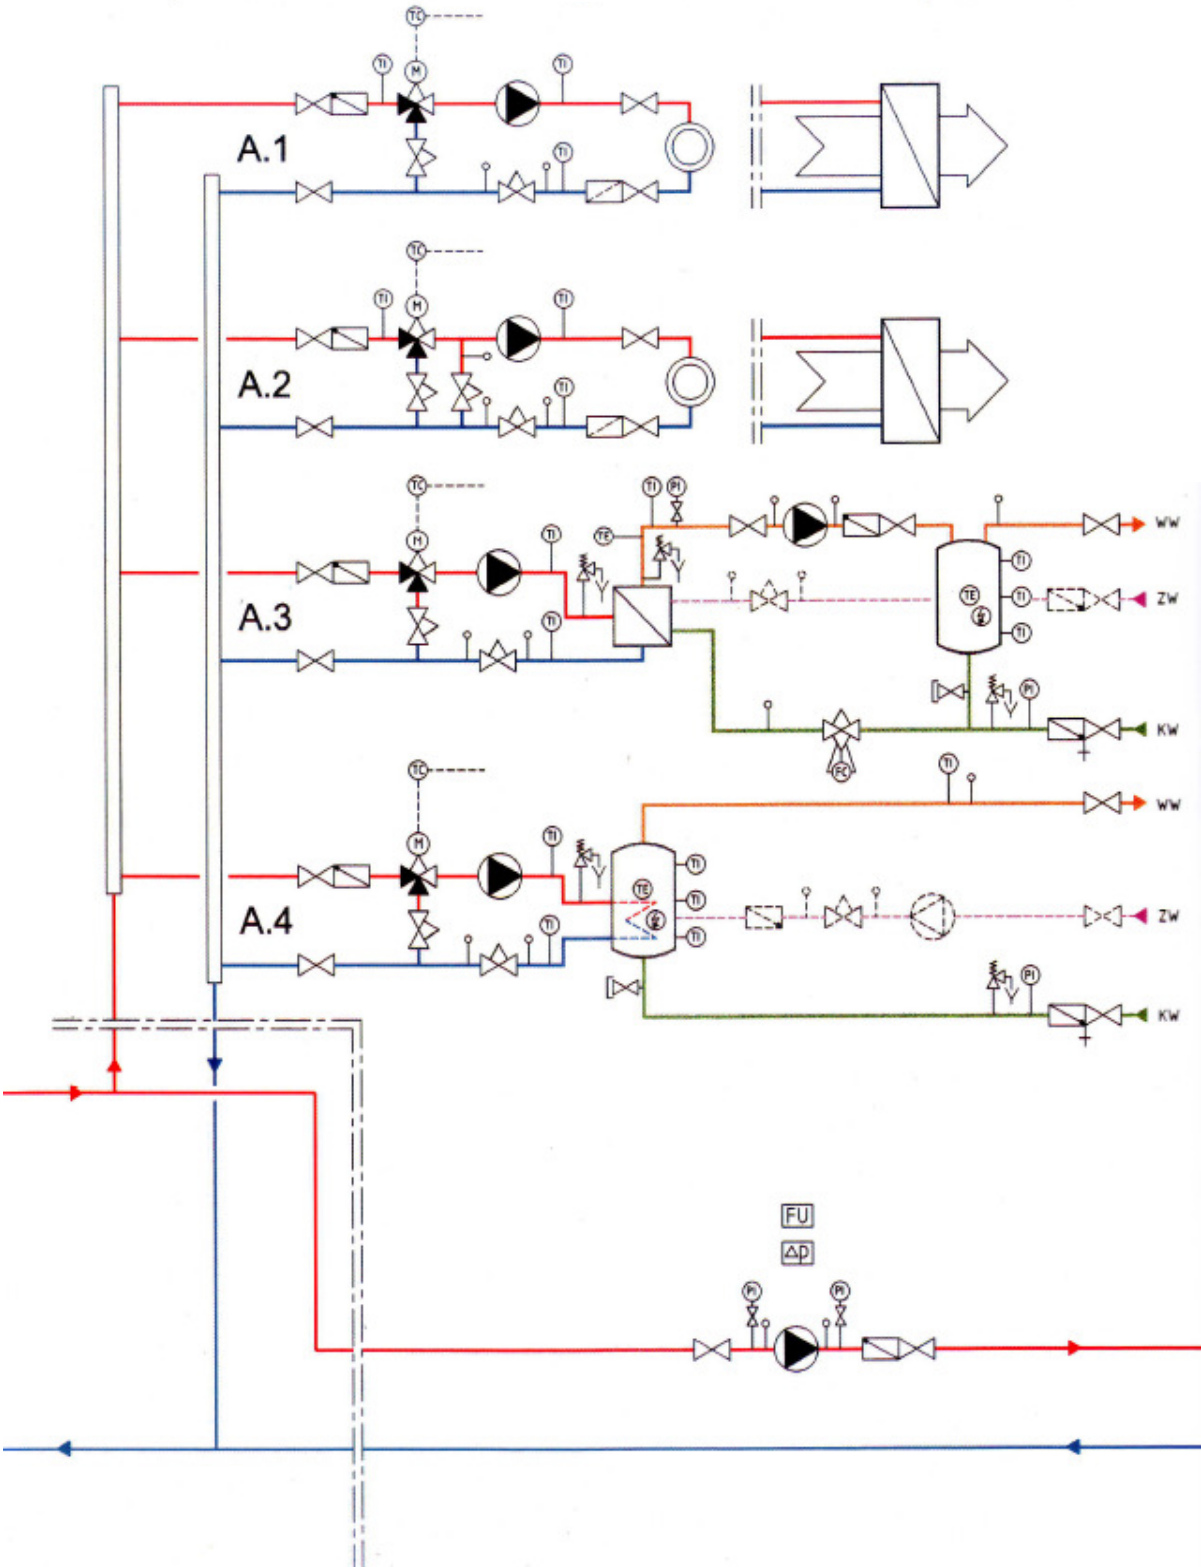 TC
TI M TI
A.1
TI
TC
TI M TI
A.2
TI
TC
TI PI
WW
M TI TE
TI
TE TI ZW
A.3
TI
TI
PI
KW
FC
TC
TI
WW
M TI
TI
TE
TI
A.4
TI
ZW
TI
PI
KW
FU
Δp
PI PI